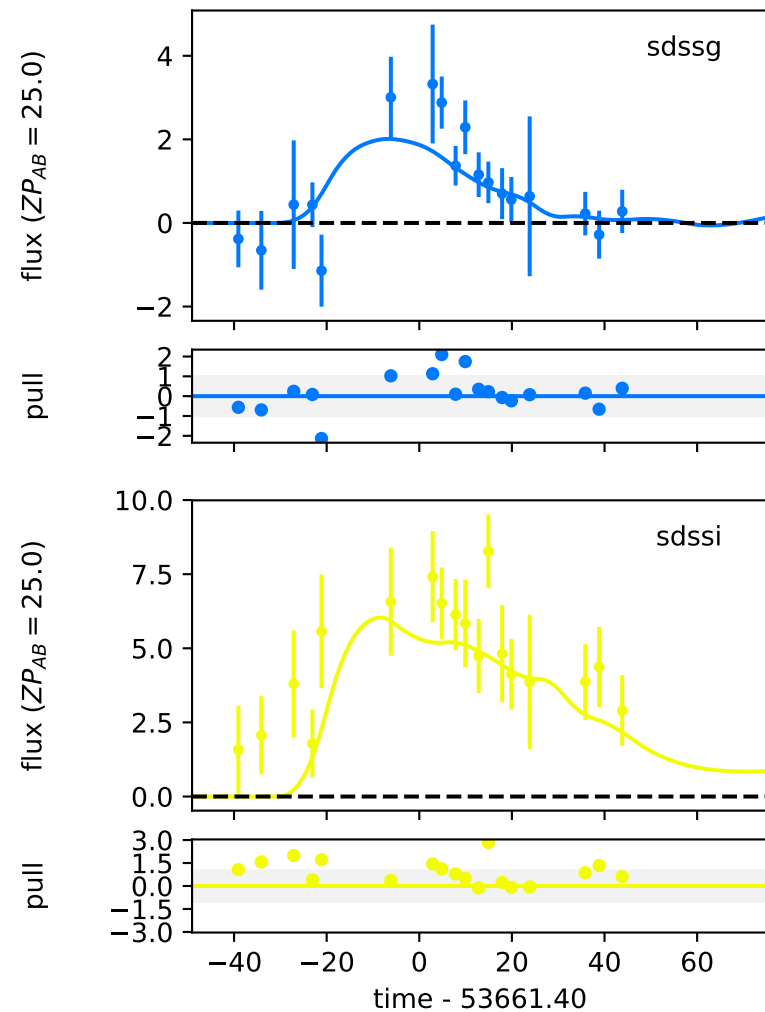 sdssg
flux (ZP_AB = 25.0)
4
2
0
−2
pull
2
1
0
−1
−2
sdssi
flux (ZP_AB = 25.0)
10.0
7.5
5.0
2.5
0.0
pull
3.0
1.5
0.0
−1.5
−3.0
−40 −20 0 20 40 60
time - 53661.40